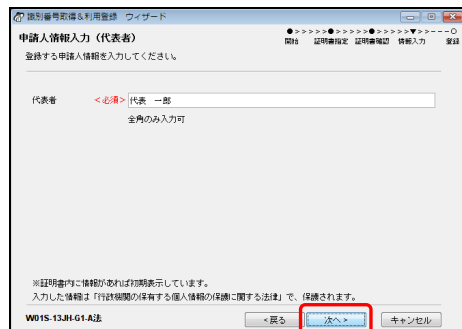 識別番号取得&利用登録 ウィザード
申請人情報入力（代表者）
●>>>>>●>>>>>●>>>>>▼>>---○
開始 証明書指定 証明書確認 情報入力 登録
登録する申請人情報を入力してください。
代表者 <必須> 代表 一郎
全角のみ入力可
※証明書内に情報があれば初期表示しています。
入力した情報は「行政機関の保有する個人情報の保護に関する法律」で、保護されます。
W01S-13JH-G1-A法 <戻る 次へ> キャンセル